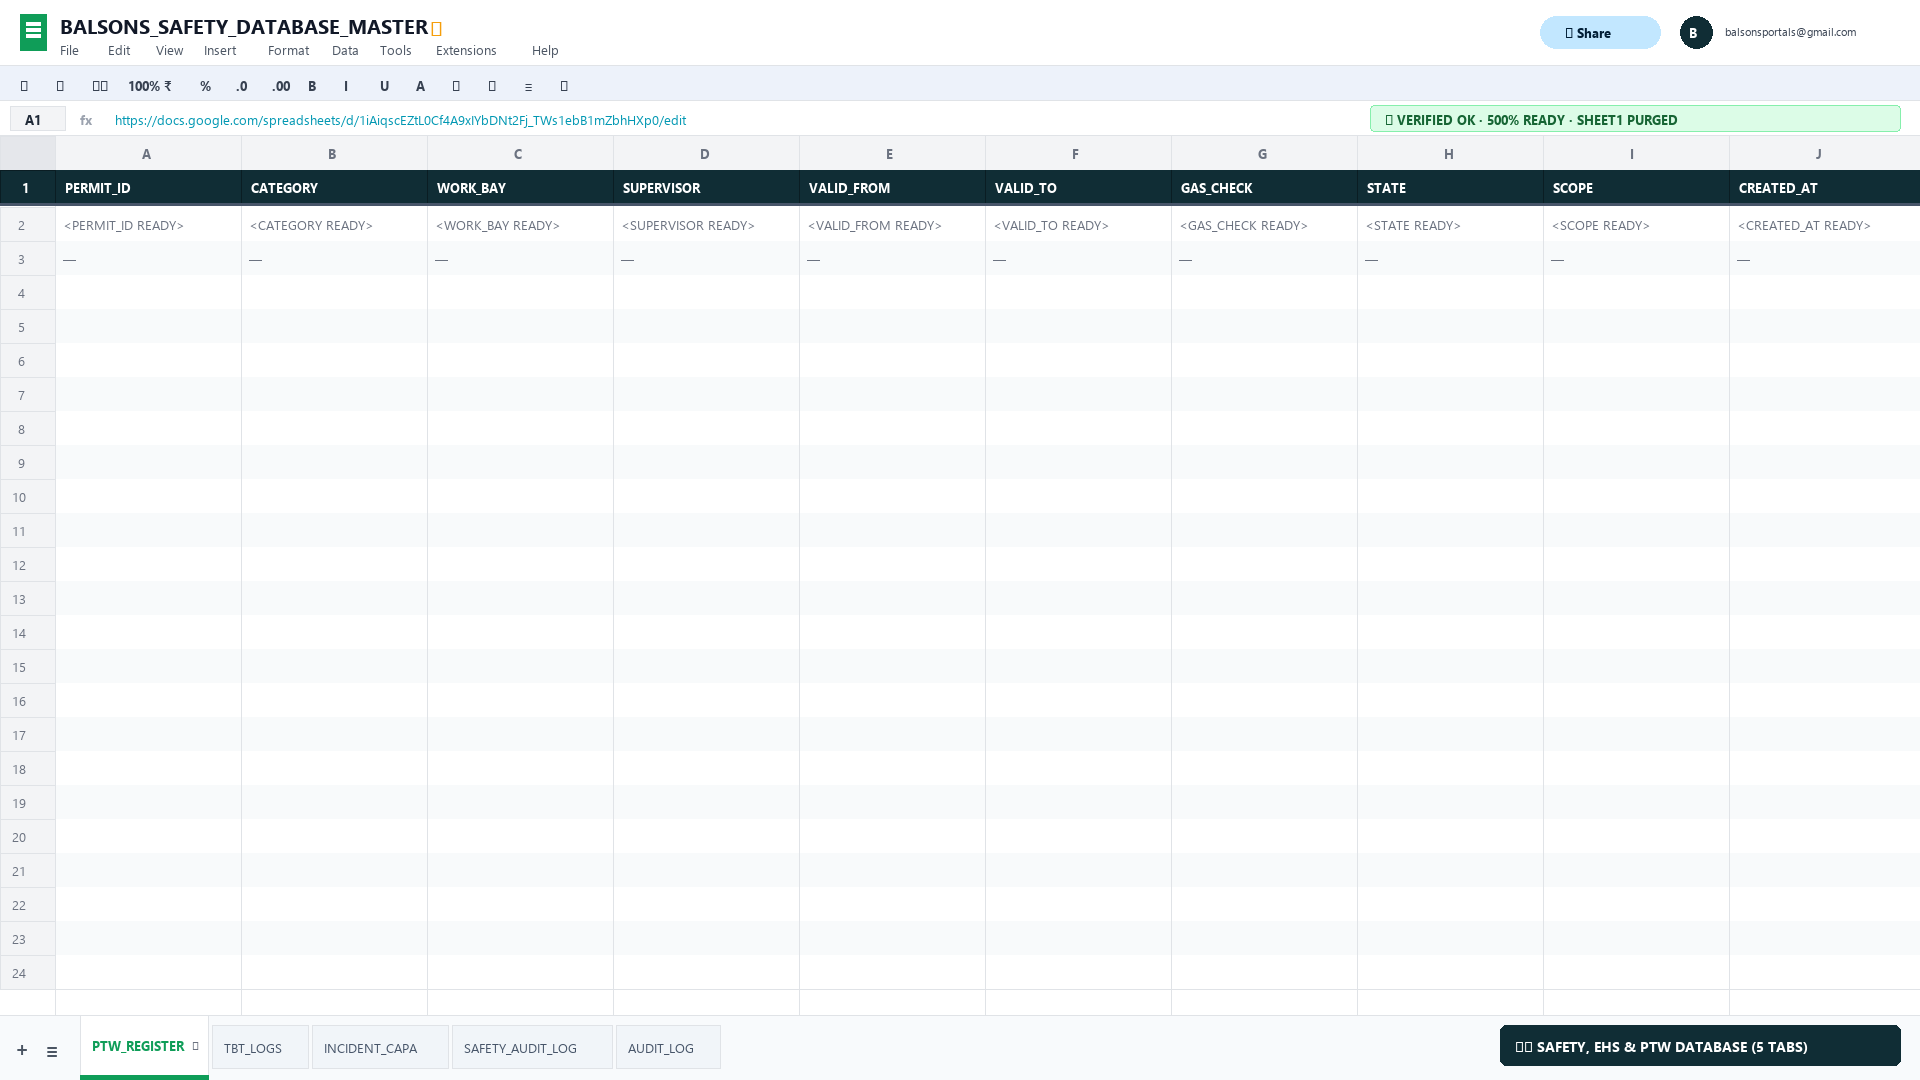 BALSONS_SAFETY_DATABASE_MASTER
File Edit View Insert Format Data Tools Extensions Help
Share
B balsonsportals@gmail.com
100% ₹ % .0 .00 B I U A ≡
A1 fx https://docs.google.com/spreadsheets/d/1iAiqscEZtL0Cf4A9xIYbDNt2Fj_TWs1ebB1mZbhHXp0/edit
VERIFIED OK · 500% READY · SHEET1 PURGED
A B C D E F G H I J
1 PERMIT_ID CATEGORY WORK_BAY SUPERVISOR VALID_FROM VALID_TO GAS_CHECK STATE SCOPE CREATED_AT
2 <PERMIT_ID READY> <CATEGORY READY> <WORK_BAY READY> <SUPERVISOR READY> <VALID_FROM READY> <VALID_TO READY> <GAS_CHECK READY> <STATE READY> <SCOPE READY> <CREATED_AT READY>
3 — — — — — — — — — —
4
5
6
7
8
9
10
11
12
13
14
15
16
17
18
19
20
21
22
23
24
+ ≡ PTW_REGISTER TBT_LOGS INCIDENT_CAPA SAFETY_AUDIT_LOG AUDIT_LOG
SAFETY, EHS & PTW DATABASE (5 TABS)